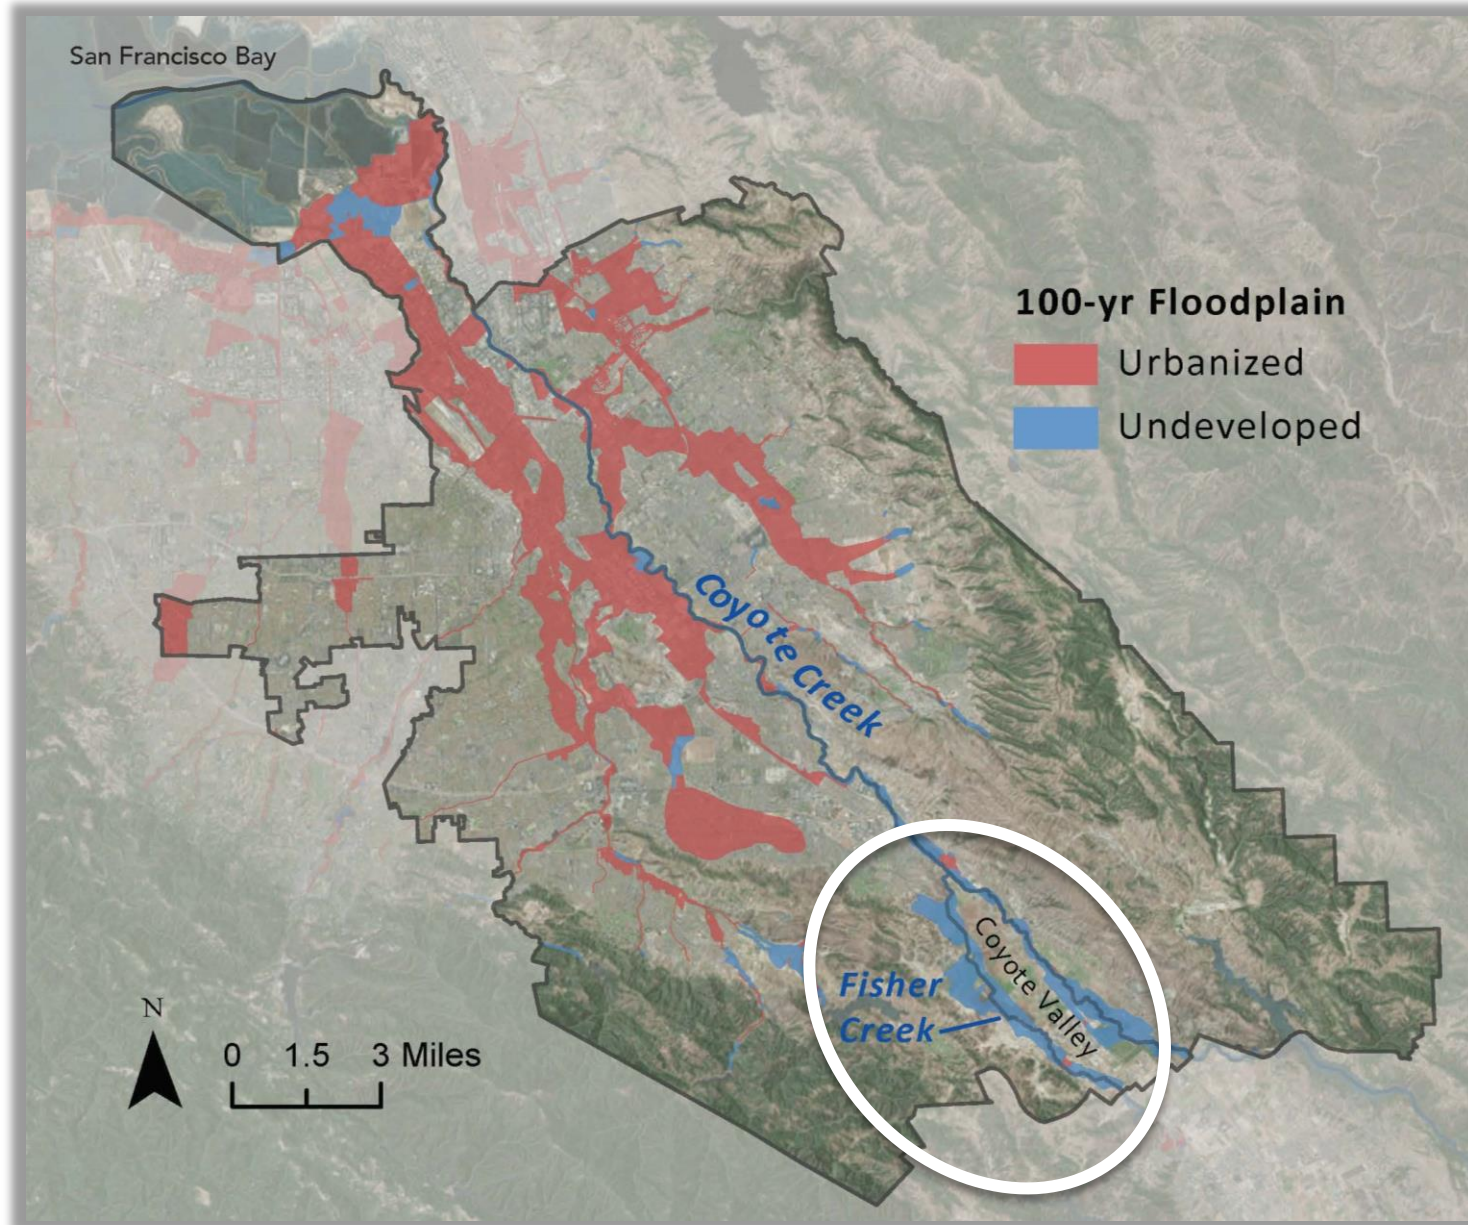 San Francisco Bay
100-yr Floodplain
Urbanized
Undeveloped
Coyote Creek
Coyote Valley
Fisher
Creek
N
0 1.5 3 Miles